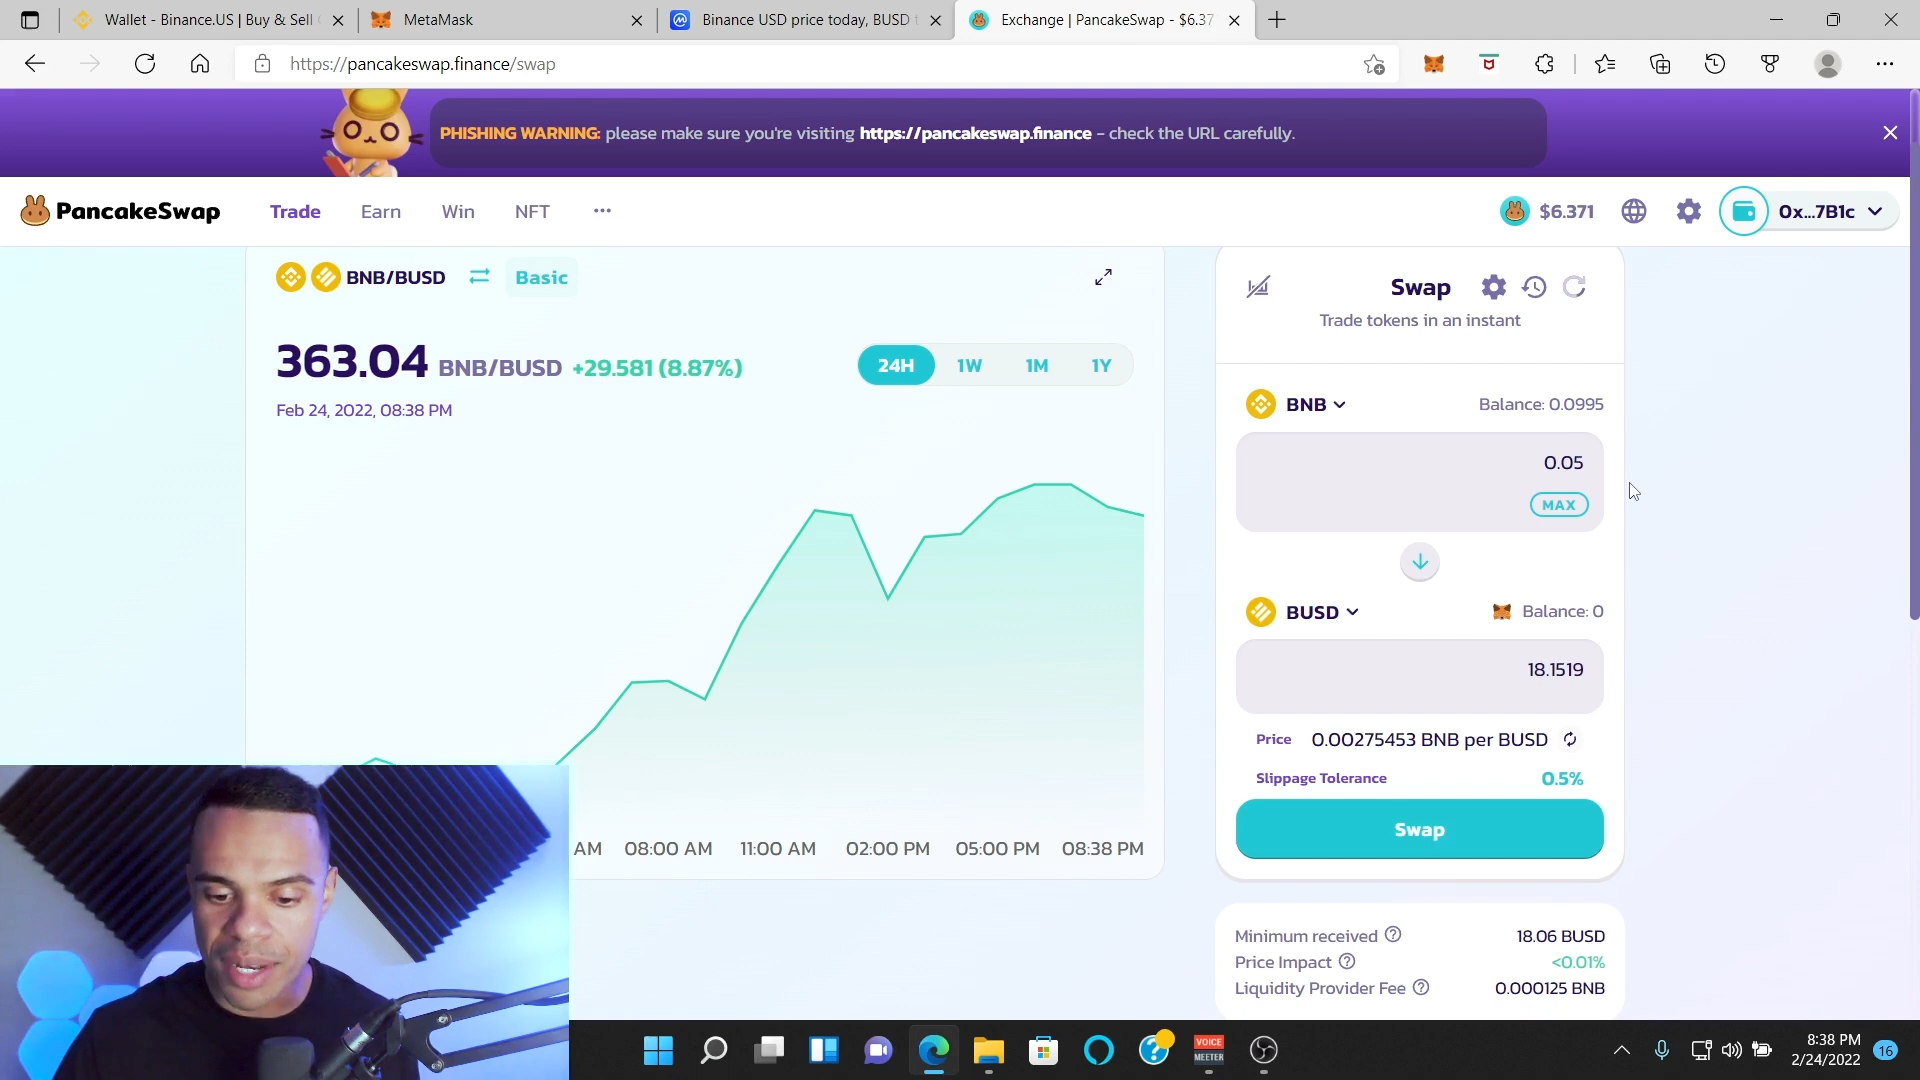 Wallet - Binance.US | Buy & Sell
MetaMask
Binance USD price today, BUSD
Exchange | PancakeSwap - $6.37
https://pancakeswap.finance/swap
PHISHING WARNING: please make sure you're visiting https://pancakeswap.finance - check the URL carefully.
PancakeSwap
Trade
Earn
Win
NFT
$6.371
0x...7B1c
BNB/BUSD
Basic
363.04 BNB/BUSD +29.581 (8.87%)
24H
1W
1M
1Y
Feb 24, 2022, 08:38 PM
AM
08:00 AM
11:00 AM
02:00 PM
05:00 PM
08:38 PM
Swap
Trade tokens in an instant
BNB
Balance: 0.0995
0.05
MAX
BUSD
Balance: 0
18.1519
Price
0.00275453 BNB per BUSD
Slippage Tolerance
0.5%
Swap
Minimum received
18.06 BUSD
Price Impact
<0.01%
Liquidity Provider Fee
0.000125 BNB
VOICE
MEETER
8:38 PM
2/24/2022
16